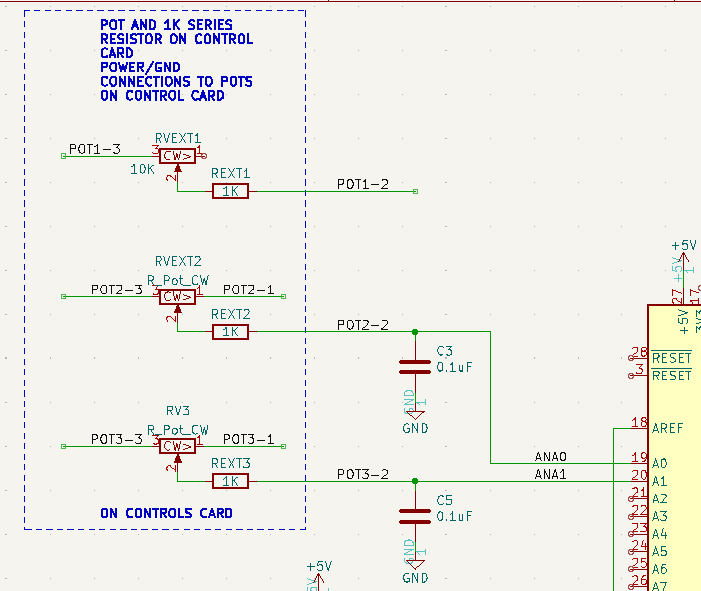 POT AND 1K SERIES
RESISTOR ON CONTROL
CARD
POWER/GND
CONNECTIONS TO POTS
ON CONTROL CARD
RVEXT1
POT1-3 3 CW> 1
10K 2 REXT1
1K POT1-2
RVEXT2
R_Pot_CW
POT2-3 3 CW> 1 POT2-1
2 REXT2
1K POT2-2
C3
0.1uF
GND 1
GND
RV3
R_Pot_CW
POT3-3 3 CW> 1 POT3-1
2 REXT3
1K POT3-2
C5
0.1uF
GND 1
GND
ON CONTROLS CARD
+5V
+5V
+5V
+5V 1
27 17
+5V 3V3
28 RESET
3 RESET
18 AREF
ANA0 19 A0
ANA1 20 A1
21 A2
22 A3
23 A4
24 A5
25 A6
26 A7